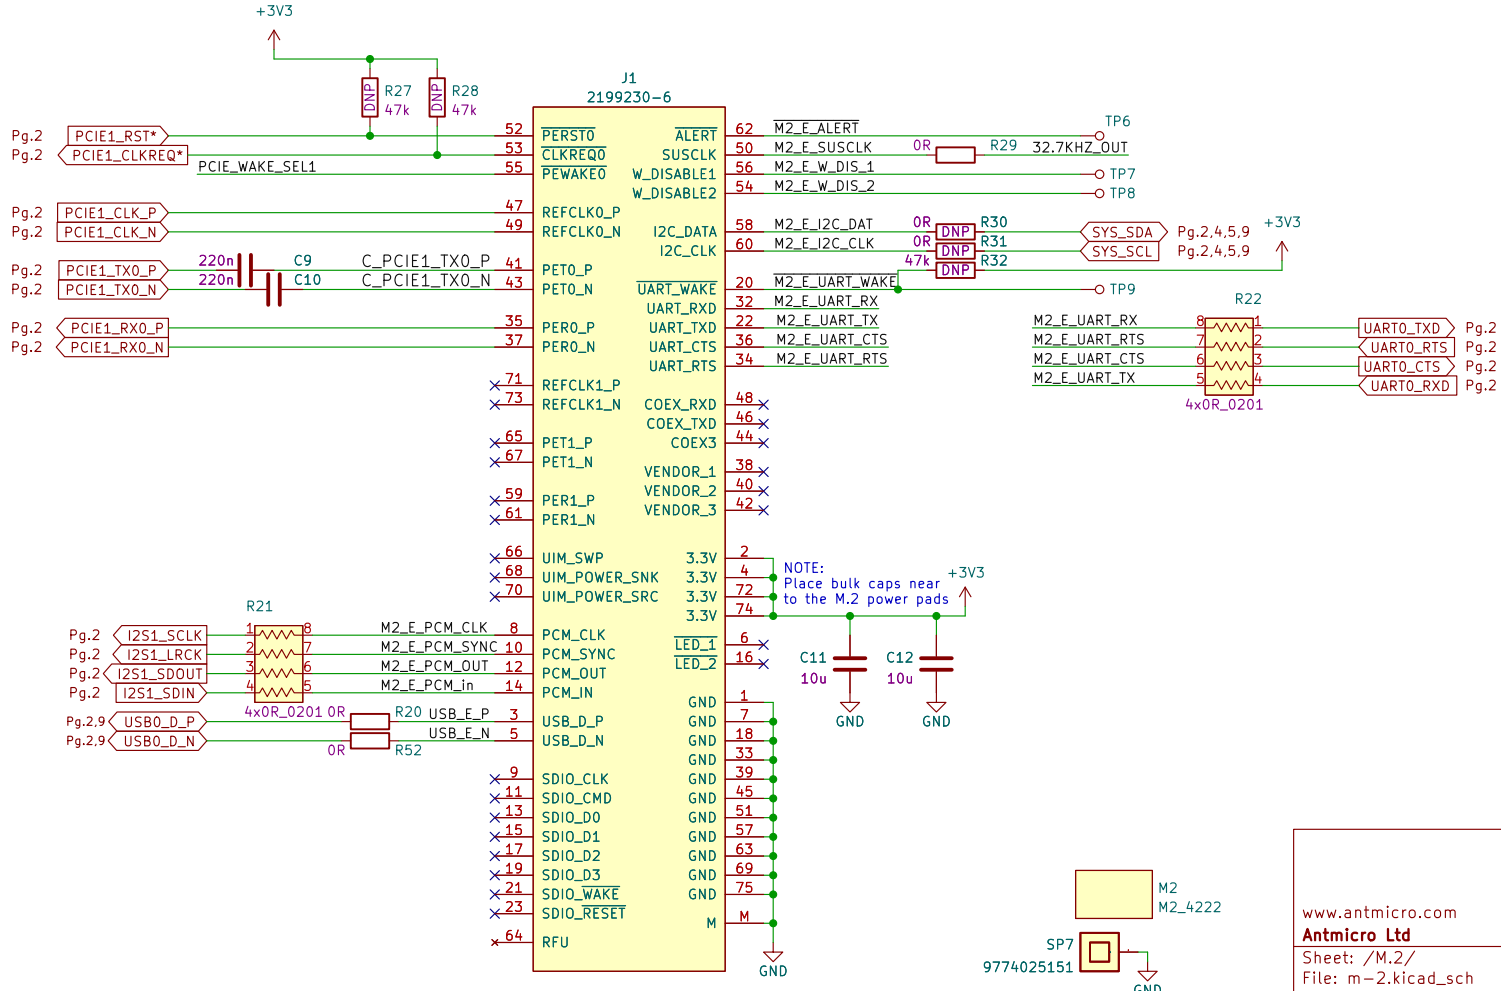 +3V3
J1
2199230-6
DNP R27 47k
DNP R28 47k
Pg.2 PCIE1_RST* 52 PERST0
Pg.2 PCIE1_CLKREQ* 53 CLKREQ0
PCIE_WAKE_SEL1 55 PEWAKE0
Pg.2 PCIE1_CLK_P 47 REFCLK0_P
Pg.2 PCIE1_CLK_N 49 REFCLK0_N
Pg.2 PCIE1_TX0_P 220n C9 C_PCIE1_TX0_P 41 PET0_P
Pg.2 PCIE1_TX0_N 220n C10 C_PCIE1_TX0_N 43 PET0_N
Pg.2 PCIE1_RX0_P 35 PER0_P
Pg.2 PCIE1_RX0_N 37 PER0_N
71 REFCLK1_P
73 REFCLK1_N
65 PET1_P
67 PET1_N
59 PER1_P
61 PER1_N
66 UIM_SWP
68 UIM_POWER_SNK
70 UIM_POWER_SRC
R21
Pg.2 I2S1_SCLK 1 8 M2_E_PCM_CLK 8 PCM_CLK
Pg.2 I2S1_LRCK 2 7 M2_E_PCM_SYNC 10 PCM_SYNC
Pg.2 I2S1_SDOUT 3 6 M2_E_PCM_OUT 12 PCM_OUT
Pg.2 I2S1_SDIN 4 5 M2_E_PCM_in 14 PCM_IN
4x0R_0201
Pg.2,9 USB0_D_P 0R R20 USB_E_P 3 USB_D_P
Pg.2,9 USB0_D_N 0R R52 USB_E_N 5 USB_D_N
9 SDIO_CLK
11 SDIO_CMD
13 SDIO_D0
15 SDIO_D1
17 SDIO_D2
19 SDIO_D3
21 SDIO_WAKE
23 SDIO_RESET
64 RFU
ALERT 62 M2_E_ALERT TP6
SUSCLK 50 M2_E_SUSCLK 0R R29 32.7KHZ_OUT
W_DISABLE1 56 M2_E_W_DIS_1 TP7
W_DISABLE2 54 M2_E_W_DIS_2 TP8
I2C_DATA 58 M2_E_I2C_DAT 0R DNP R30 SYS_SDA Pg.2,4,5,9
I2C_CLK 60 M2_E_I2C_CLK 0R DNP R31 SYS_SCL Pg.2,4,5,9
47k DNP R32 +3V3
UART_WAKE 20 M2_E_UART_WAKE TP9
UART_RXD 32 M2_E_UART_RX
UART_TXD 22 M2_E_UART_TX
UART_CTS 36 M2_E_UART_CTS
UART_RTS 34 M2_E_UART_RTS
R22
M2_E_UART_RX 8 1 UART0_TXD Pg.2
M2_E_UART_RTS 7 2 UART0_RTS Pg.2
M2_E_UART_CTS 6 3 UART0_CTS Pg.2
M2_E_UART_TX 5 4 UART0_RXD Pg.2
4x0R_0201
COEX_RXD 48
COEX_TXD 46
COEX3 44
VENDOR_1 38
VENDOR_2 40
VENDOR_3 42
3.3V 2
3.3V 4
3.3V 72
3.3V 74
NOTE:
Place bulk caps near
to the M.2 power pads
+3V3
LED_1 6
LED_2 16
C11 10u GND
C12 10u GND
GND 1
GND 7
GND 18
GND 33
GND 39
GND 45
GND 51
GND 57
GND 63
GND 69
GND 75
M M
GND
M2
M2_4222
SP7
9774025151
GND
www.antmicro.com
Antmicro Ltd
Sheet: /M.2/
File: m-2.kicad_sch